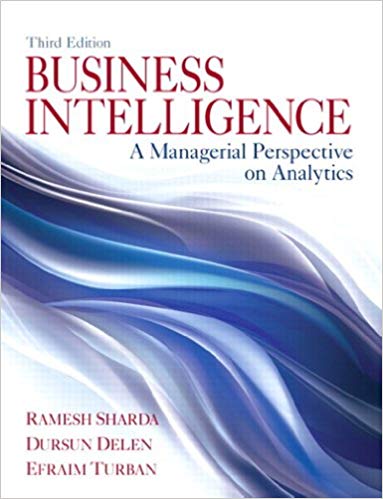 Third Edition
BUSINESS
INTELLIGENCE
A Managerial Perspective
on Analytics
RAMESH SHARDA
DURSUN DELEN
EFRAIM TURBAN